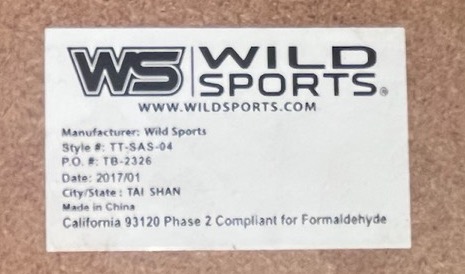 WS WILD
SPORTS®
WWW.WILDSPORTS.COM
Manufacturer: Wild Sports
Style #: TT-SAS-04
P.O. #: TB-2326
Date: 2017/01
City/State: TAI SHAN
Made in China
California 93120 Phase 2 Compliant for Formaldehyde